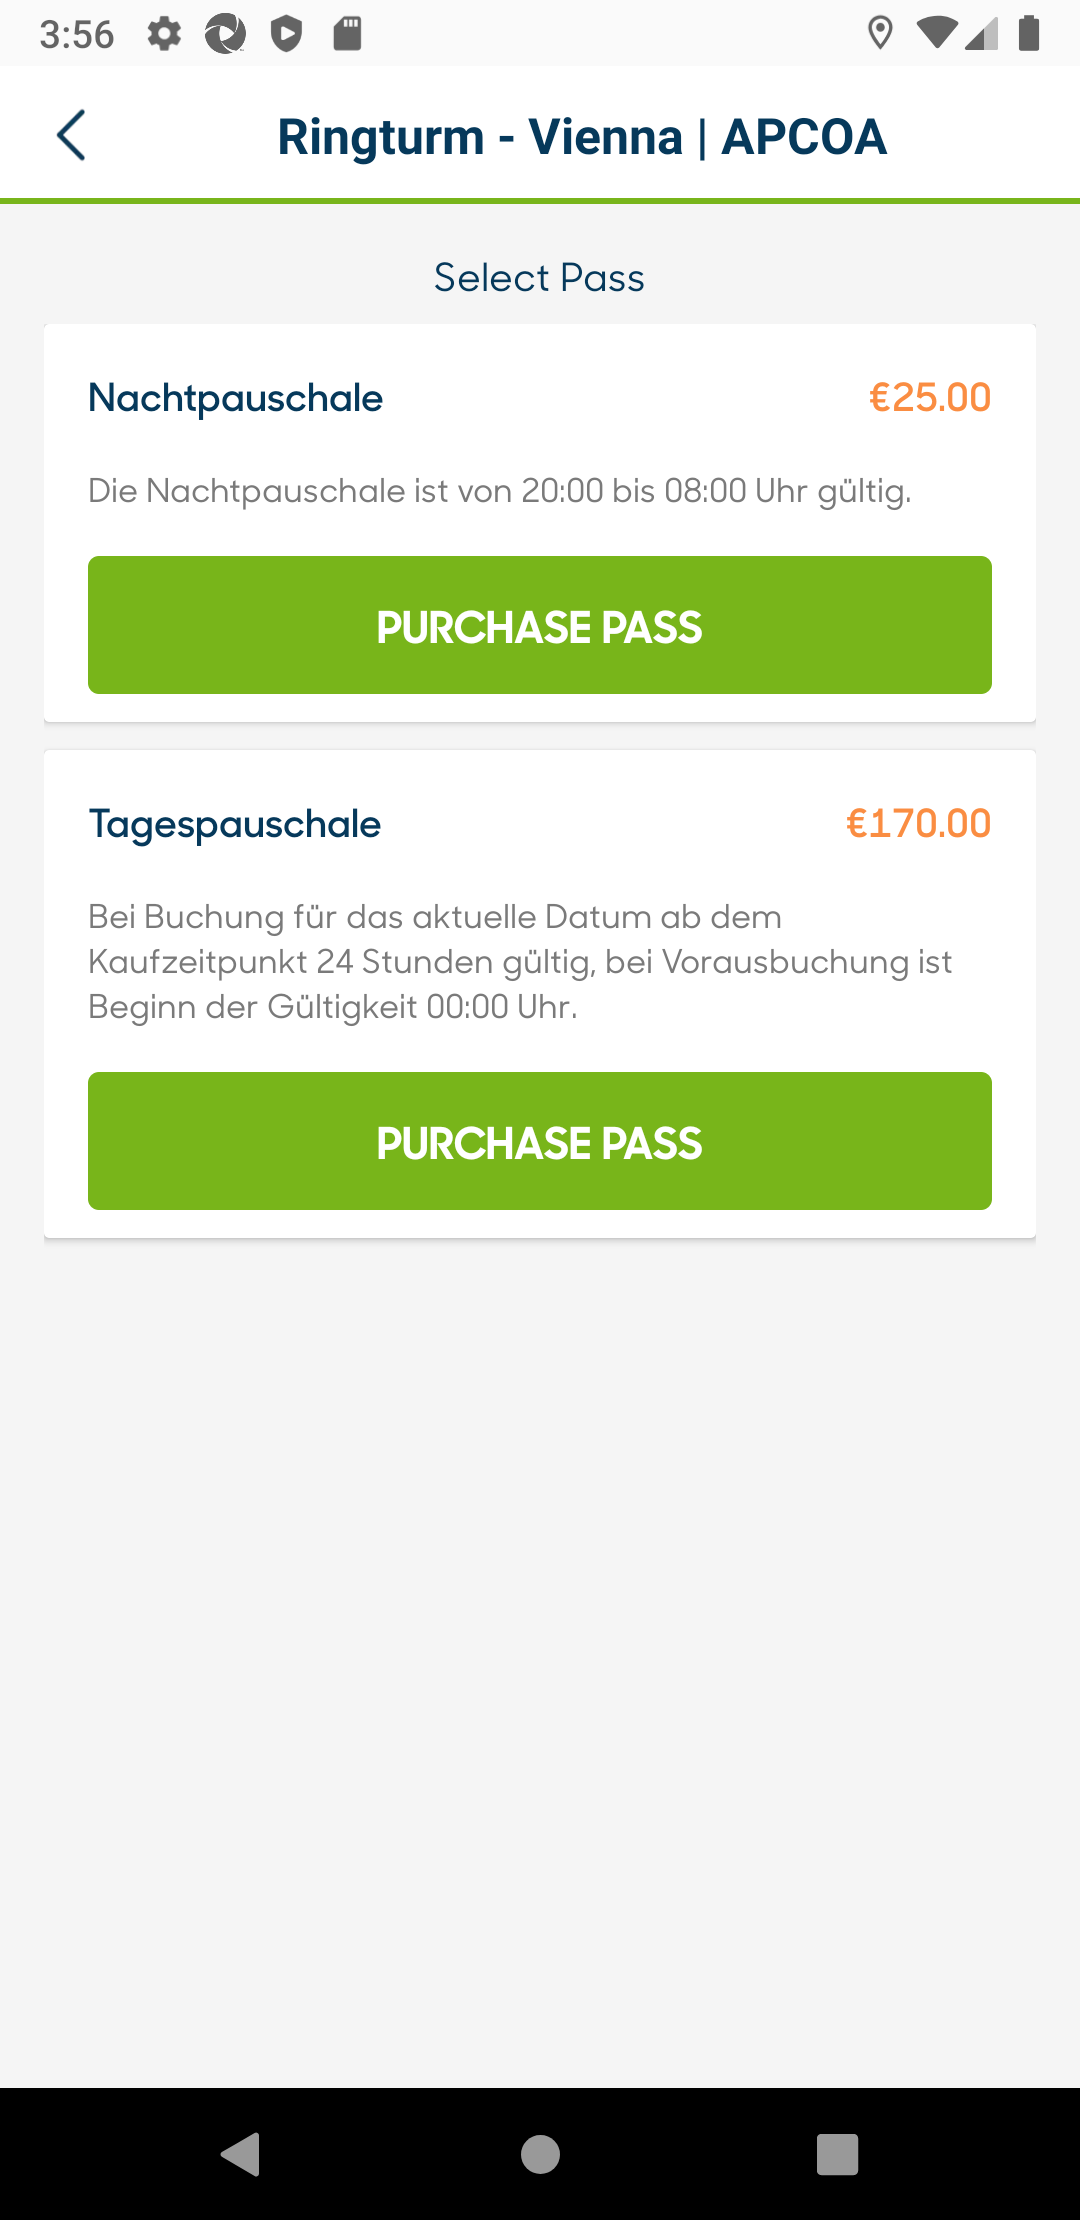 3:56
Ringturm - Vienna | APCOA
Select Pass
Nachtpauschale €25.00
Die Nachtpauschale ist von 20:00 bis 08:00 Uhr gültig.
PURCHASE PASS
Tagespauschale €170.00
Bei Buchung für das aktuelle Datum ab dem
Kaufzeitpunkt 24 Stunden gültig, bei Vorausbuchung ist
Beginn der Gültigkeit 00:00 Uhr.
PURCHASE PASS